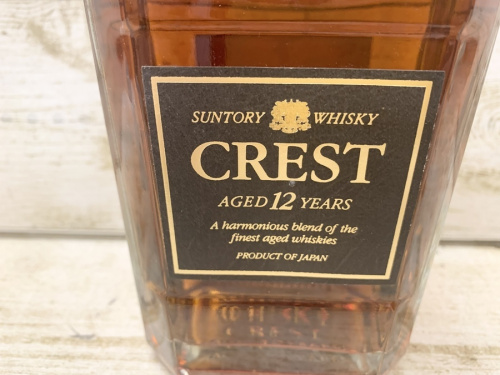 SUNTORY WHISKY
CREST
AGED 12 YEARS
A harmonious blend of the
finest aged whiskies
PRODUCT OF JAPAN